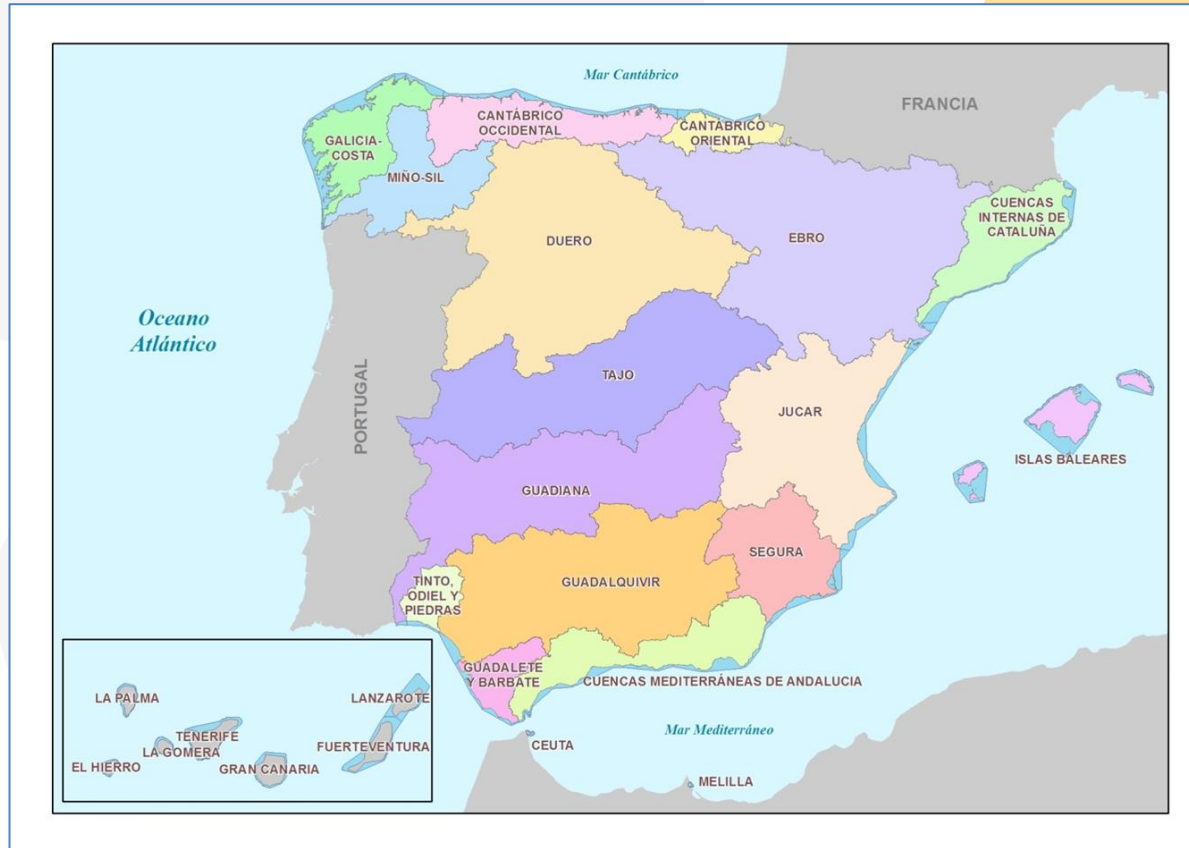 Mar Cantábrico
FRANCIA
GALICIA-
COSTA
CANTÁBRICO
OCCIDENTAL
CANTÁBRICO
ORIENTAL
MIÑO-SIL
CUENCAS
INTERNAS DE
CATALUÑA
DUERO
EBRO
Oceano
Atlántico
PORTUGAL
TAJO
JUCAR
ISLAS BALEARES
GUADIANA
SEGURA
TINTO,
ODIEL Y
PIEDRAS
GUADALQUIVIR
GUADALETE
Y BARBATE
CUENCAS MEDITERRÁNEAS DE ANDALUCIA
Mar Mediterráneo
CEUTA
MELILLA
LA PALMA
LANZAROTE
TENERIFE
LA GOMERA
FUERTEVENTURA
EL HIERRO
GRAN CANARIA